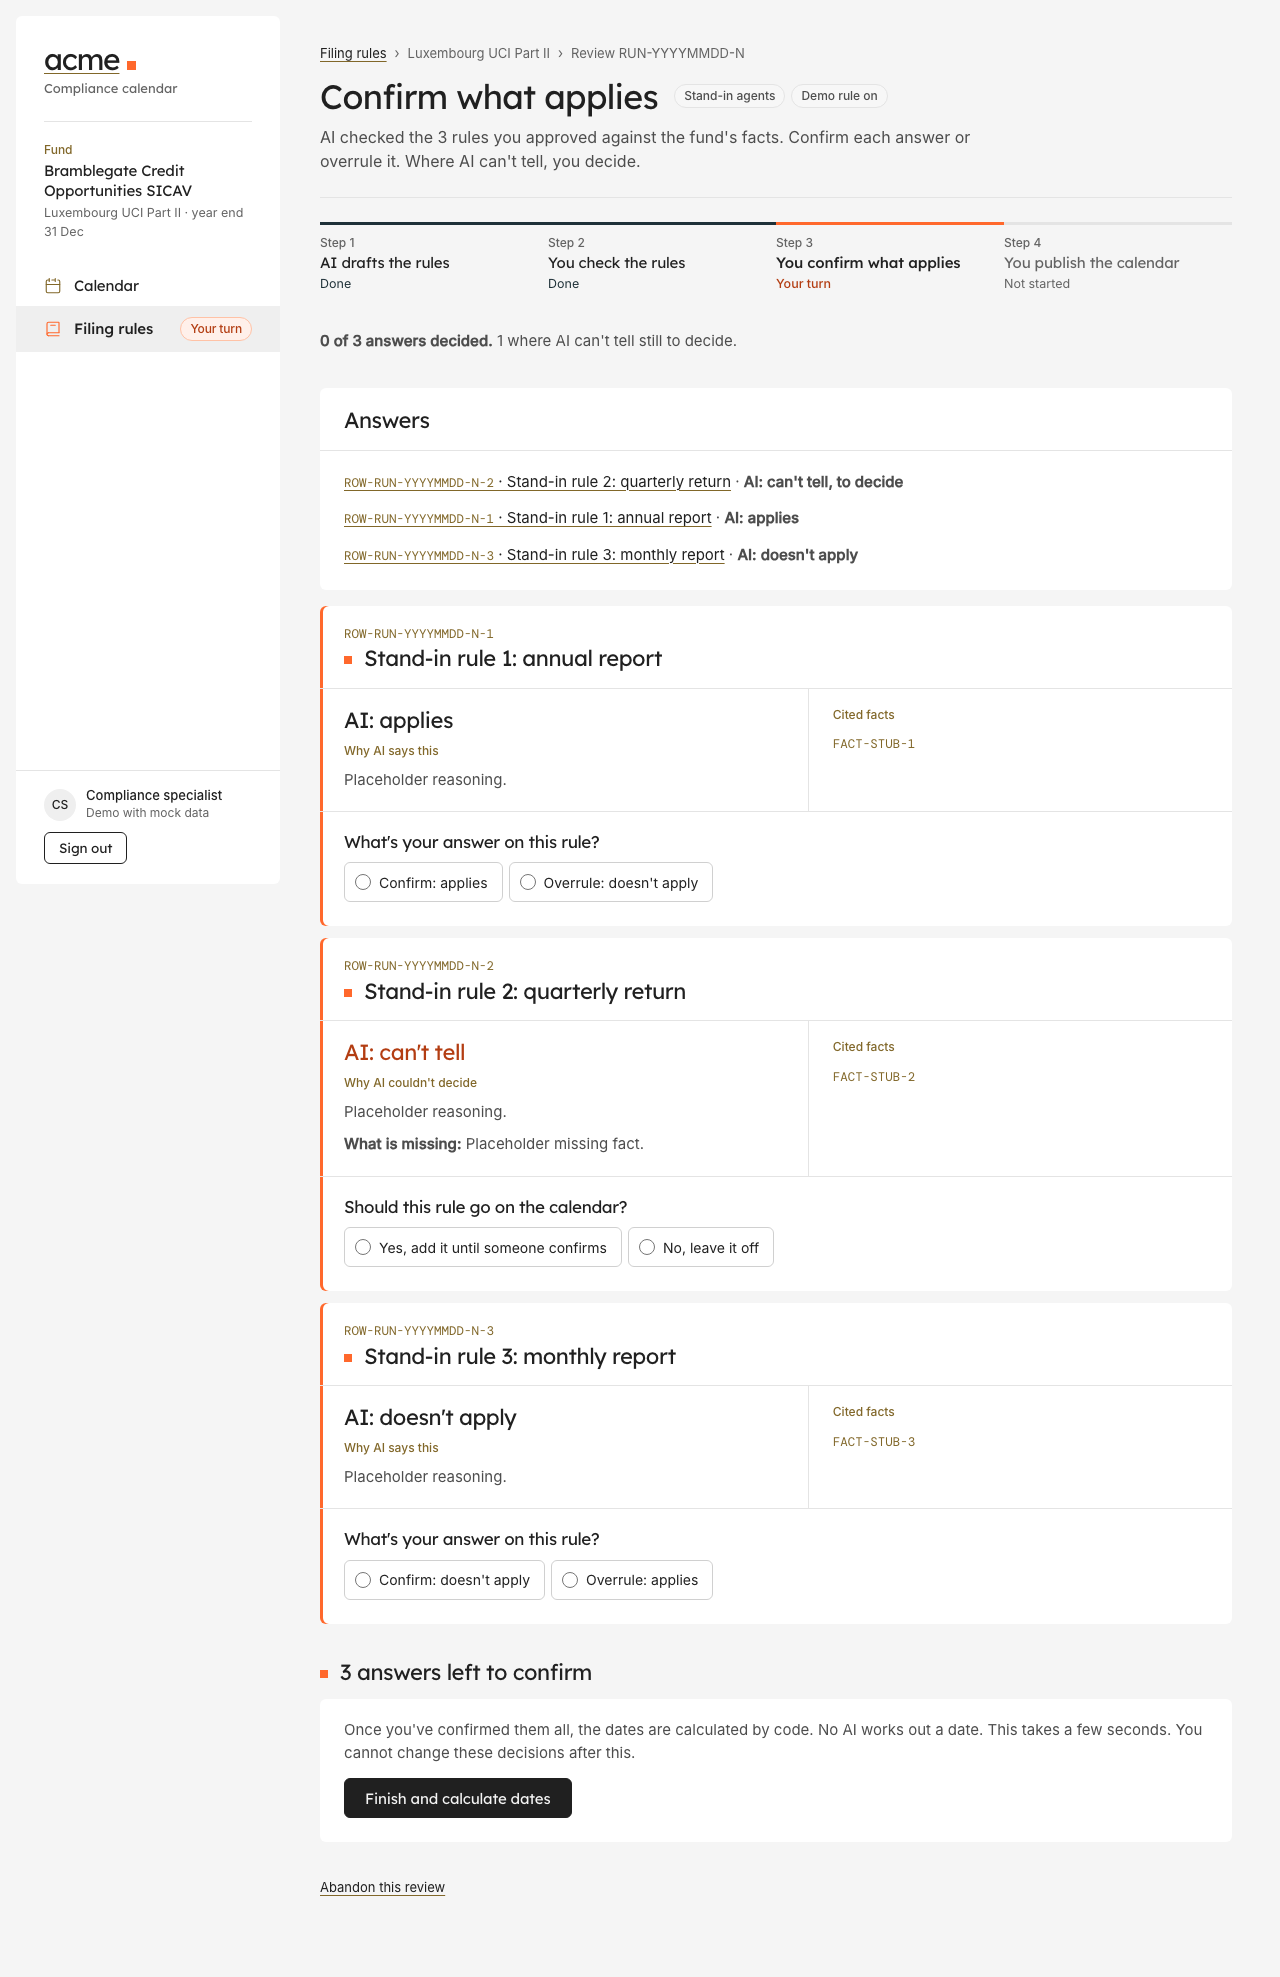 acme
Compliance calendar
Fund
Bramblegate Credit
Opportunities SICAV
Luxembourg UCI Part II · year end
31 Dec
Calendar
Filing rules
Your turn
Compliance specialist
CS
Demo with mock data
Sign out
Filing rules › Luxembourg UCI Part II › Review RUN-YYYYMMDD-N
Confirm what applies
Stand-in agents
Demo rule on
AI checked the 3 rules you approved against the fund's facts. Confirm each answer or
overrule it. Where AI can't tell, you decide.
Step 1
AI drafts the rules
Done
Step 2
You check the rules
Done
Step 3
You confirm what applies
Your turn
Step 4
You publish the calendar
Not started
0 of 3 answers decided. 1 where AI can't tell still to decide.
Answers
ROW-RUN-YYYYMMDD-N-2 · Stand-in rule 2: quarterly return · AI: can't tell, to decide
ROW-RUN-YYYYMMDD-N-1 · Stand-in rule 1: annual report · AI: applies
ROW-RUN-YYYYMMDD-N-3 · Stand-in rule 3: monthly report · AI: doesn't apply
ROW-RUN-YYYYMMDD-N-1
Stand-in rule 1: annual report
AI: applies
Why AI says this
Placeholder reasoning.
Cited facts
FACT-STUB-1
What's your answer on this rule?
Confirm: applies
Overrule: doesn't apply
ROW-RUN-YYYYMMDD-N-2
Stand-in rule 2: quarterly return
AI: can't tell
Why AI couldn't decide
Placeholder reasoning.
What is missing: Placeholder missing fact.
Cited facts
FACT-STUB-2
Should this rule go on the calendar?
Yes, add it until someone confirms
No, leave it off
ROW-RUN-YYYYMMDD-N-3
Stand-in rule 3: monthly report
AI: doesn't apply
Why AI says this
Placeholder reasoning.
Cited facts
FACT-STUB-3
What's your answer on this rule?
Confirm: doesn't apply
Overrule: applies
3 answers left to confirm
Once you've confirmed them all, the dates are calculated by code. No AI works out a date. This takes a few seconds. You
cannot change these decisions after this.
Finish and calculate dates
Abandon this review